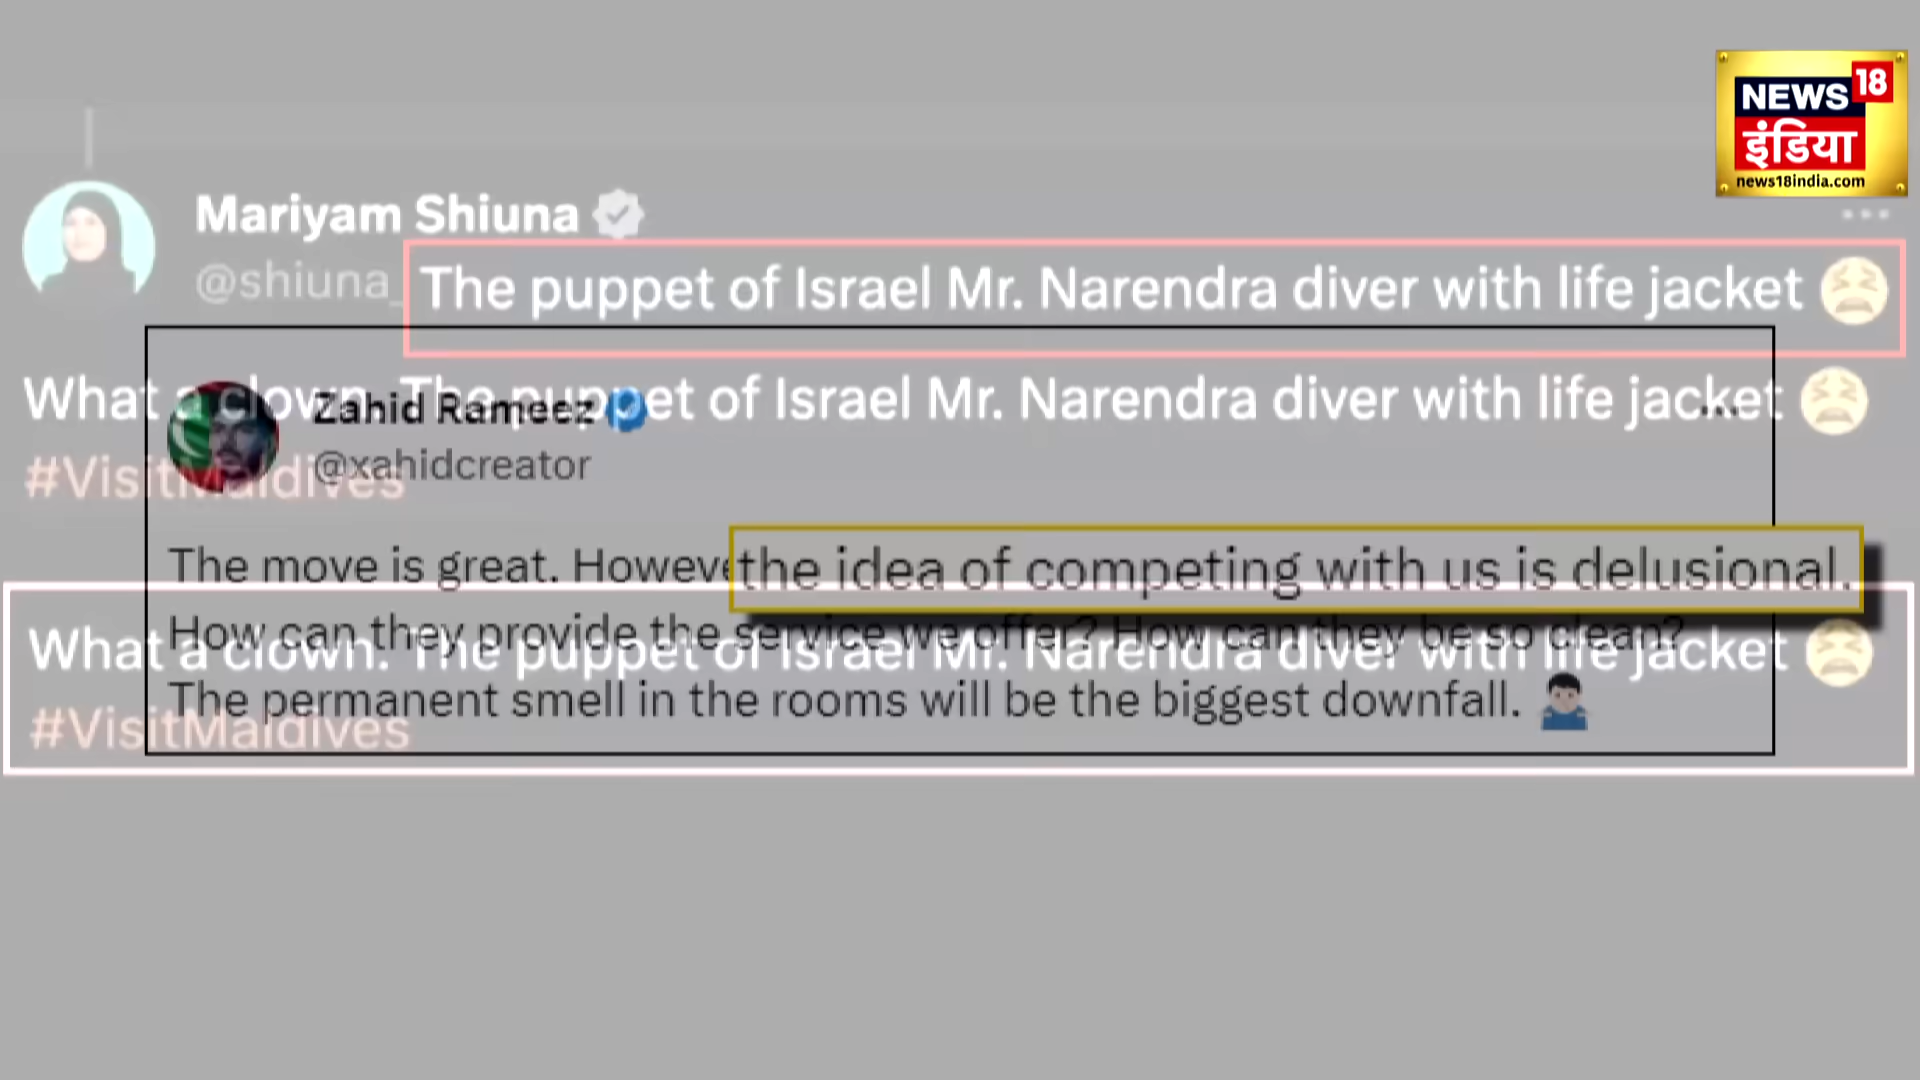 NEWS 18
इंडिया
news18india.com
Mariyam Shiuna
@shiuna_
The puppet of Israel Mr. Narendra diver with life jacket
What a clown. The puppet of Israel Mr. Narendra diver with life jacket
#VisitMaldives
Zahid Rameez
@xahidcreator
The move is great. Howeve
the idea of competing with us is delusional.
How can they provide the service we offer? How can they be so clean?
The permanent smell in the rooms will be the biggest downfall.
What a clown. The puppet of Israel Mr. Narendra diver with life jacket
#VisitMaldives